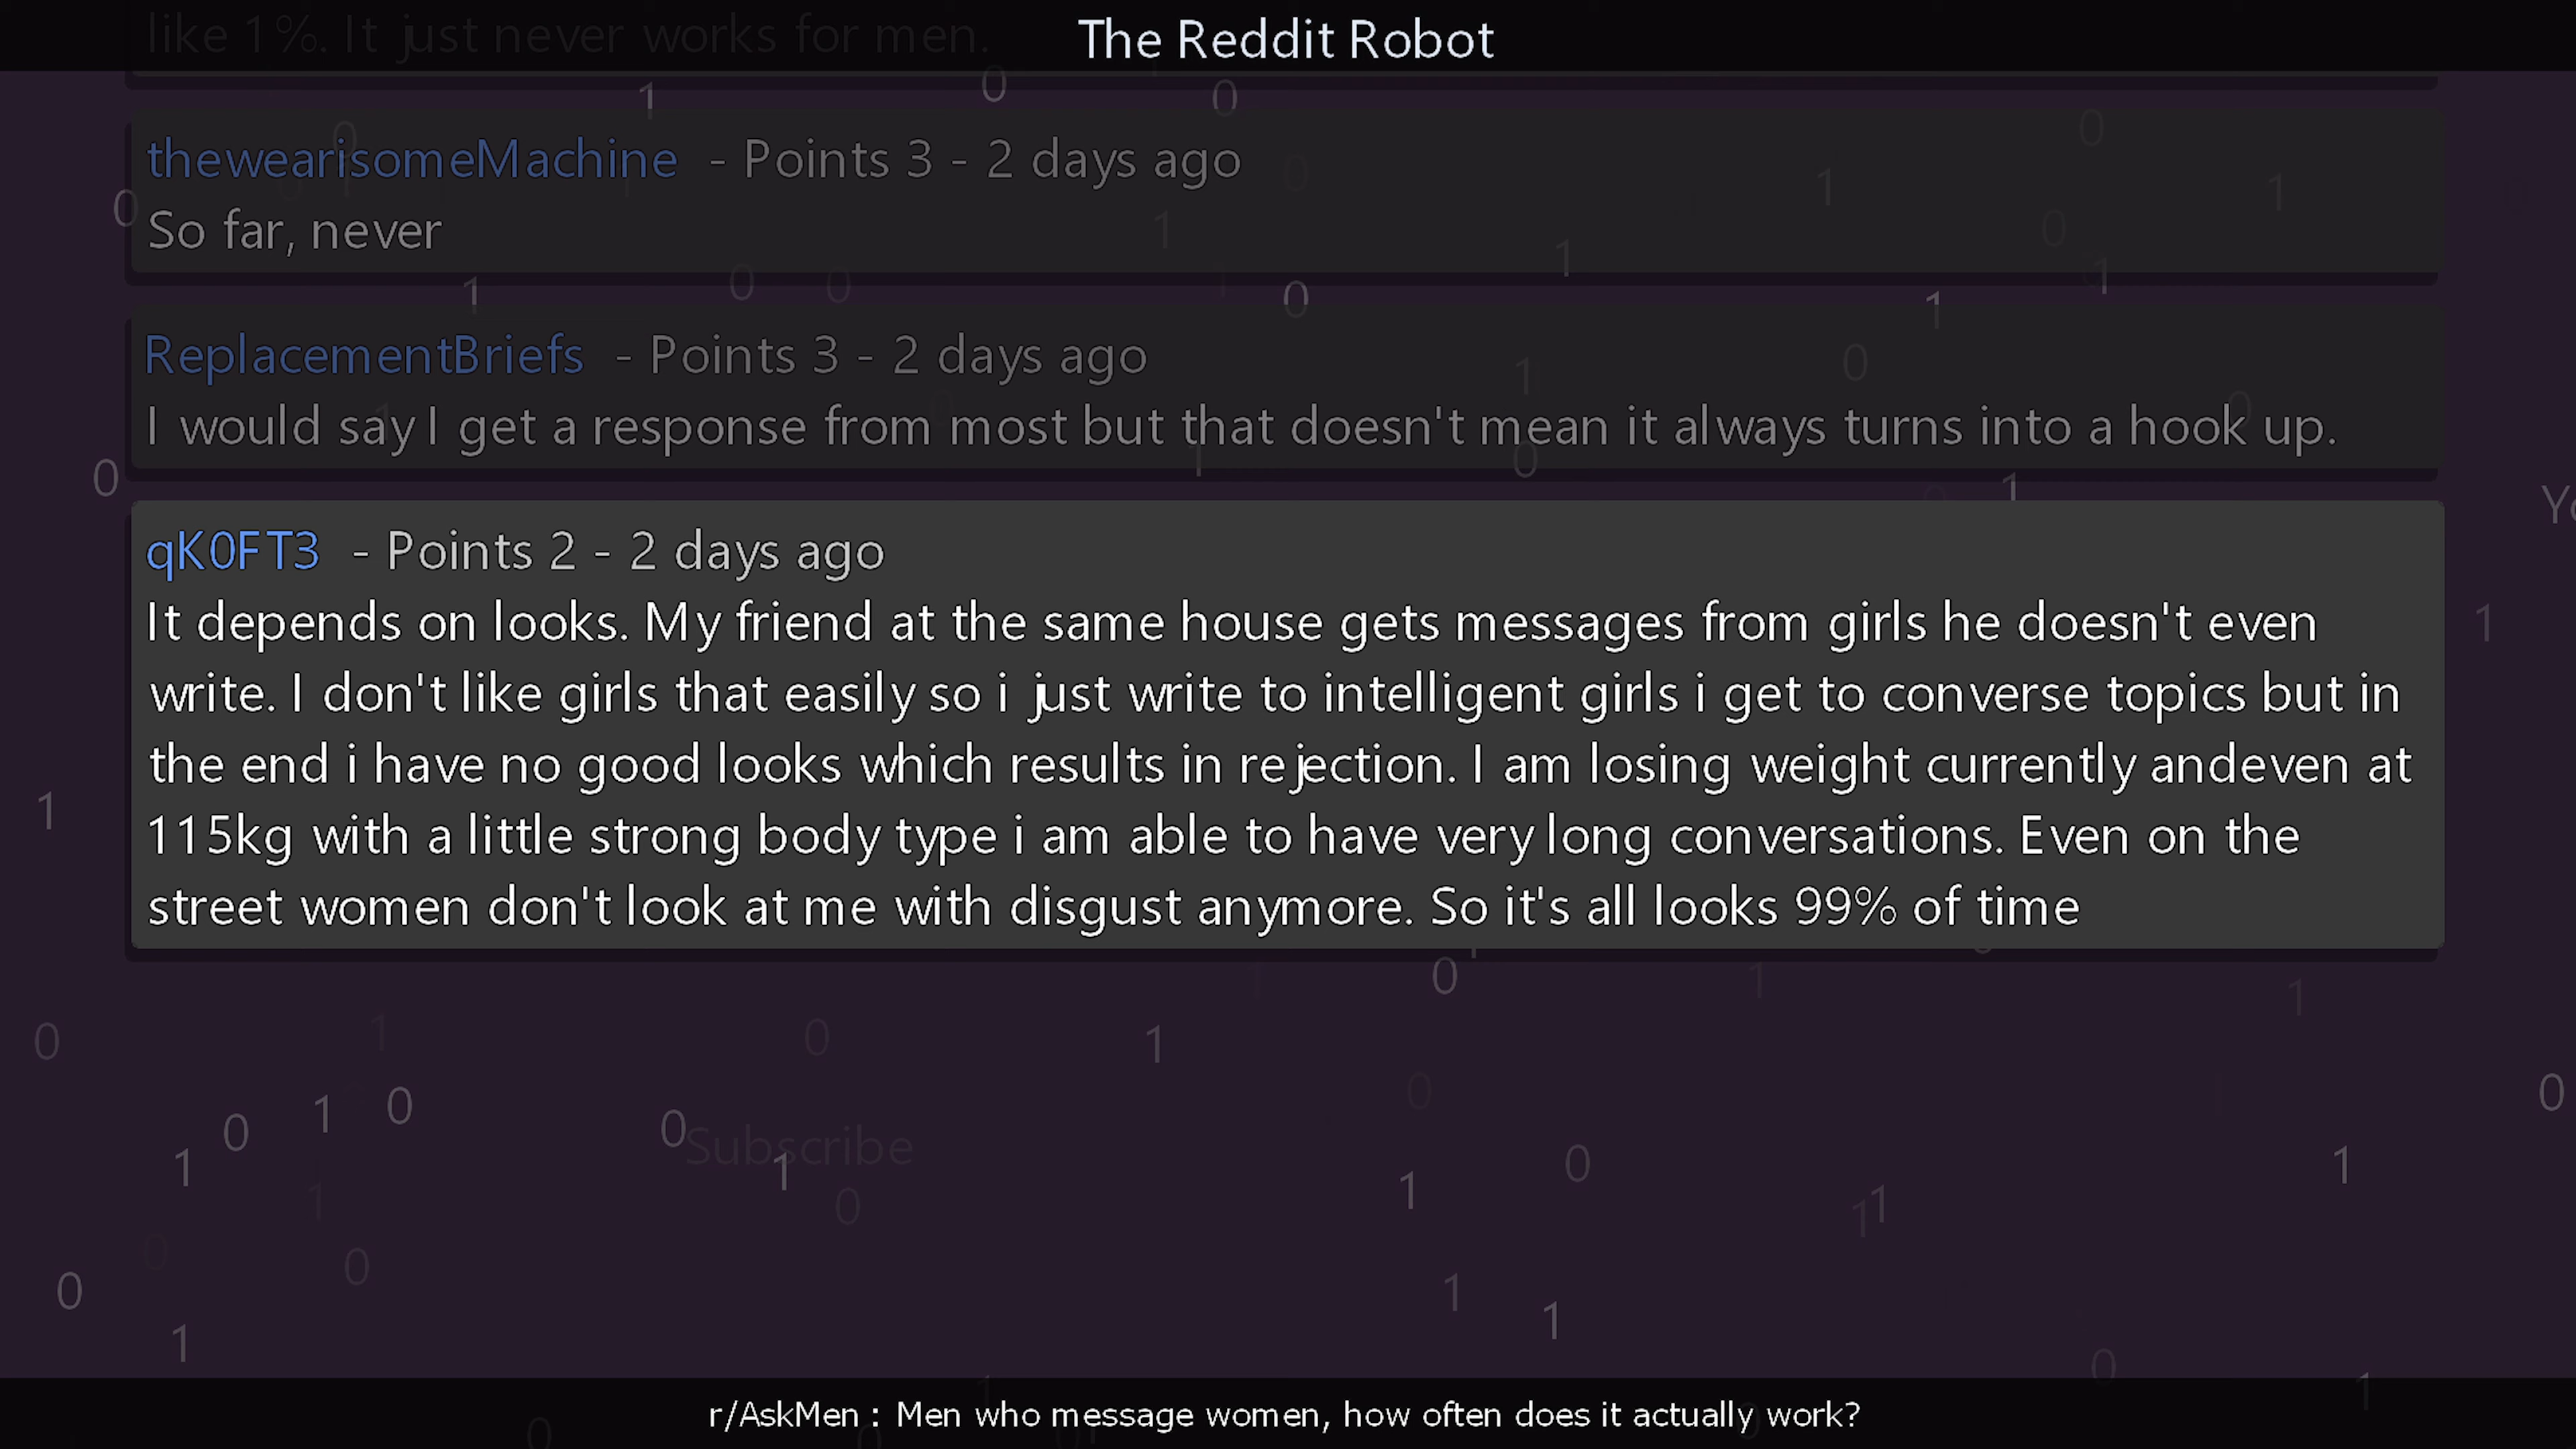 like 1%. It just never works for men.
The Reddit Robot
thewearisomeMachine - Points 3 - 2 days ago
So far, never
ReplacementBriefs - Points 3 - 2 days ago
I would say I get a response from most but that doesn't mean it always turns into a hook up.
qK0FT3 - Points 2 - 2 days ago
It depends on looks. My friend at the same house gets messages from girls he doesn't even
write. I don't like girls that easily so i just write to intelligent girls i get to converse topics but in
the end i have no good looks which results in rejection. I am losing weight currently andeven at
115kg with a little strong body type i am able to have very long conversations. Even on the
street women don't look at me with disgust anymore. So it's all looks 99% of time
Subscribe
r/AskMen : Men who message women, how often does it actually work?